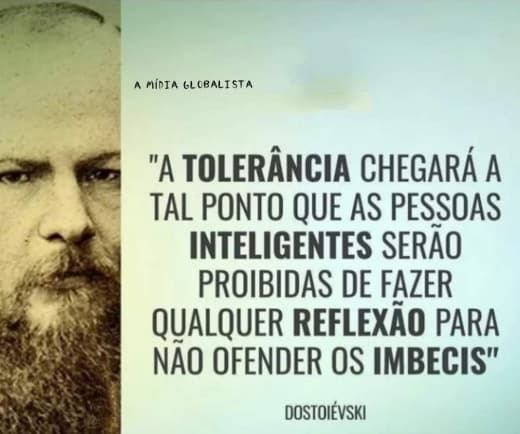 A MÍDIA GLOBALISTA
"A TOLERÂNCIA CHEGARÁ A
TAL PONTO QUE AS PESSOAS
INTELIGENTES SERÃO
PROIBIDAS DE FAZER
QUALQUER REFLEXÃO PARA
NÃO OFENDER OS IMBECIS"
DOSTOIÉVSKI